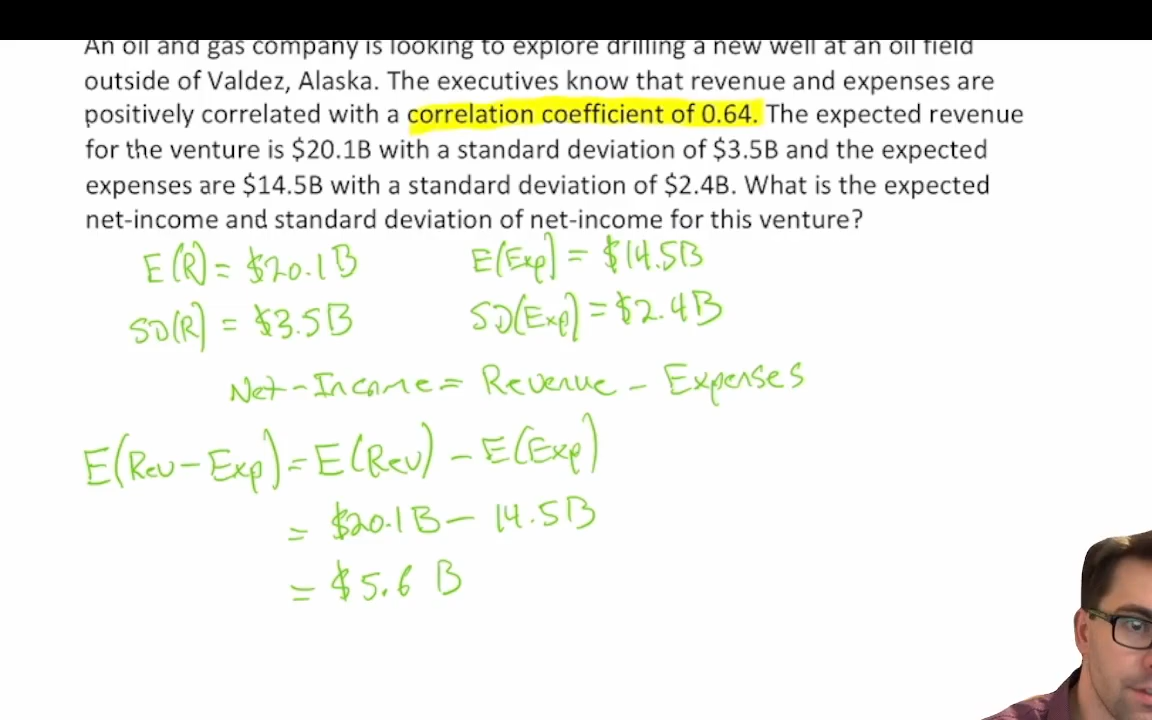 An oil and gas company is looking to explore drilling a new well at an oil field
outside of Valdez, Alaska. The executives know that revenue and expenses are
positively correlated with a correlation coefficient of 0.64. The expected revenue
for the venture is $20.1B with a standard deviation of $3.5B and the expected
expenses are $14.5B with a standard deviation of $2.4B. What is the expected
net-income and standard deviation of net-income for this venture?
E(R) = $20.1B E(Exp) = $14.5B
SD(R) = $3.5B SD(Exp) = $2.4B
Net-Income = Revenue - Expenses
E(Rev - Exp) = E(Rev) - E(Exp)
= $20.1B - 14.5B
= $5.6 B